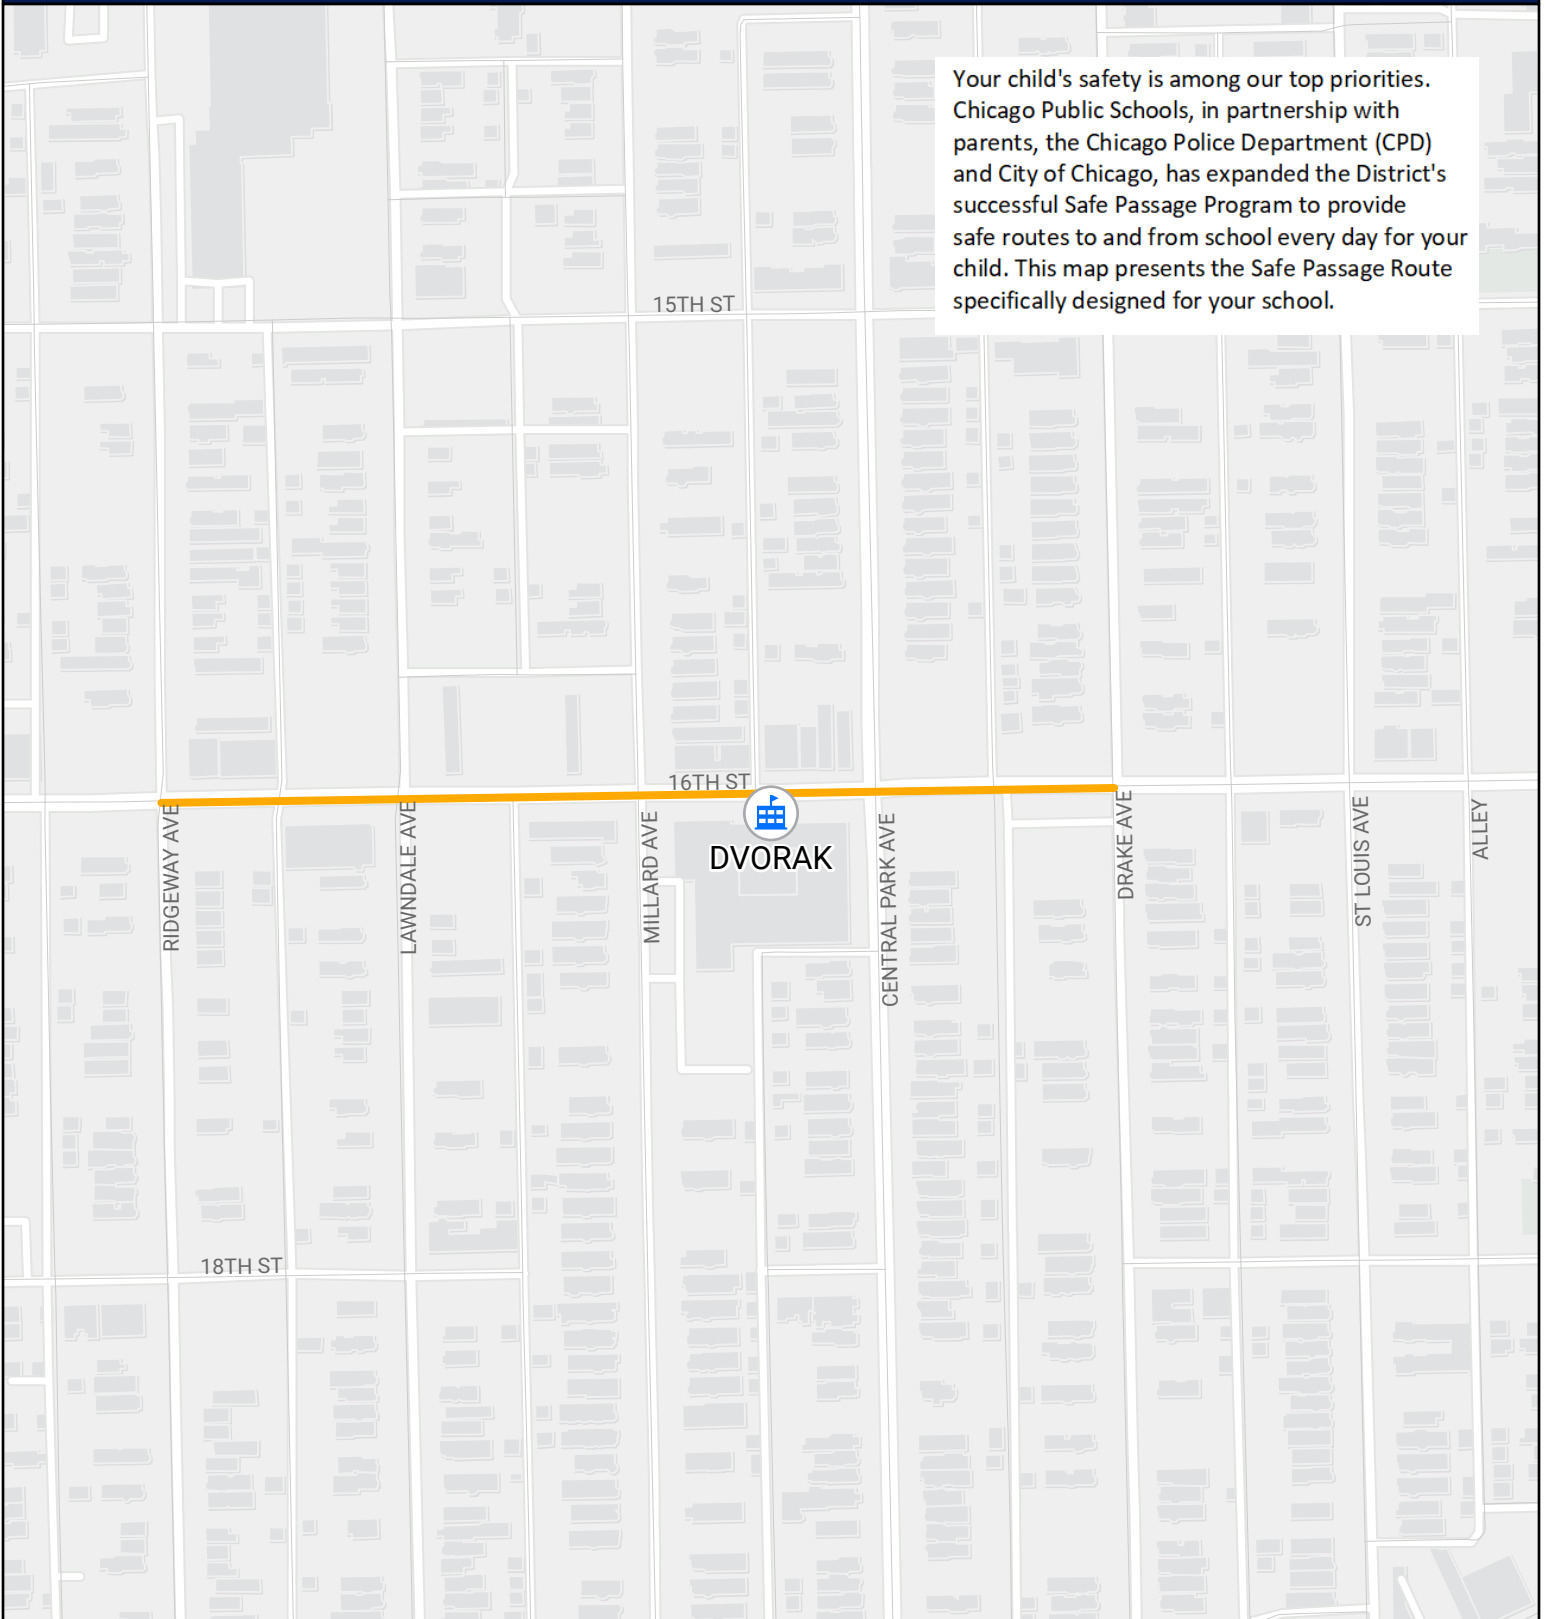 Your child's safety is among our top priorities.
Chicago Public Schools, in partnership with
parents, the Chicago Police Department (CPD)
and City of Chicago, has expanded the District's
successful Safe Passage Program to provide
safe routes to and from school every day for your
child. This map presents the Safe Passage Route
specifically designed for your school.
15TH ST
16TH ST
RIDGEWAY AVE
LAWNDALE AVE
MILLARD AVE
DVORAK
CENTRAL PARK AVE
DRAKE AVE
ST LOUIS AVE
ALLEY
18TH ST